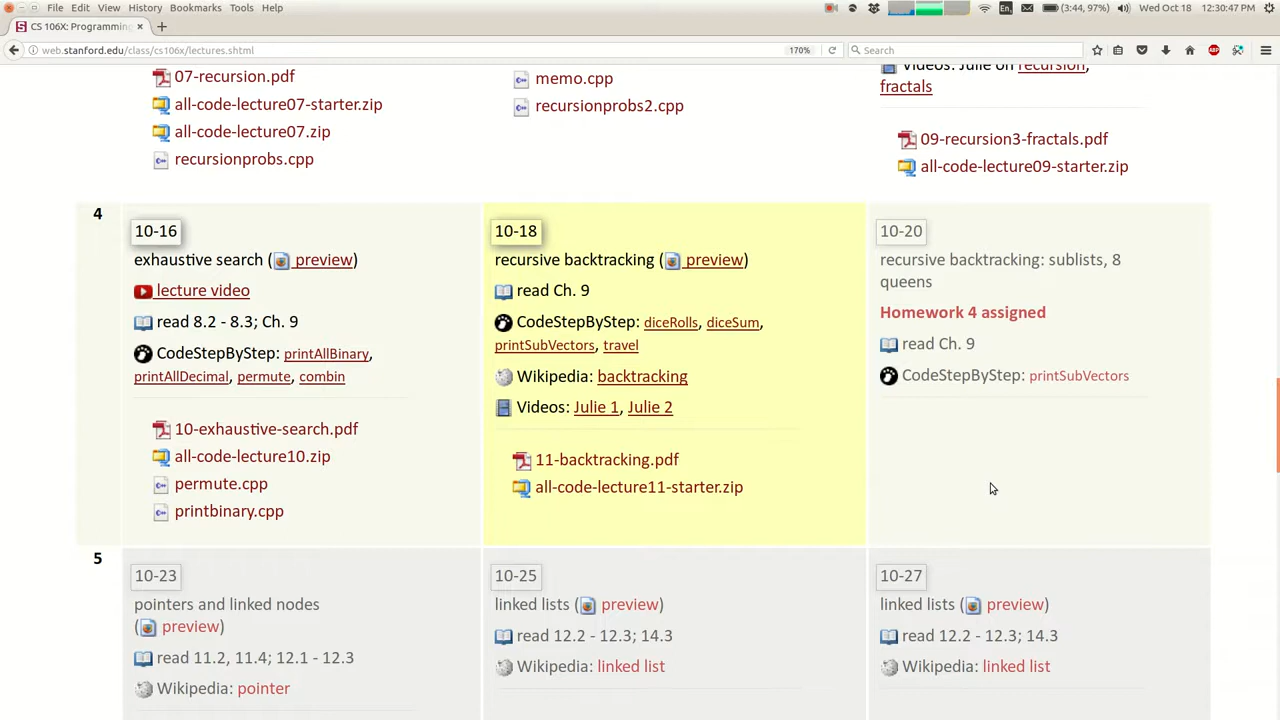 File Edit View History Bookmarks Tools Help
En
(3:44, 97%)
Wed Oct 18
12:30:47 PM
CS 106X: Programming
web.stanford.edu/class/cs106x/lectures.shtml
170%
Search
07-recursion.pdf
all-code-lecture07-starter.zip
all-code-lecture07.zip
recursionprobs.cpp
memo.cpp
recursionprobs2.cpp
Videos: Julie on recursion,
fractals
09-recursion3-fractals.pdf
all-code-lecture09-starter.zip
4
10-16
exhaustive search ( preview)
lecture video
read 8.2 - 8.3; Ch. 9
CodeStepByStep: printAllBinary,
printAllDecimal, permute, combin
10-exhaustive-search.pdf
all-code-lecture10.zip
permute.cpp
printbinary.cpp
10-18
recursive backtracking ( preview)
read Ch. 9
CodeStepByStep: diceRolls, diceSum,
printSubVectors, travel
Wikipedia: backtracking
Videos: Julie 1, Julie 2
11-backtracking.pdf
all-code-lecture11-starter.zip
10-20
recursive backtracking: sublists, 8
queens
Homework 4 assigned
read Ch. 9
CodeStepByStep: printSubVectors
5
10-23
pointers and linked nodes
( preview)
read 11.2, 11.4; 12.1 - 12.3
Wikipedia: pointer
10-25
linked lists ( preview)
read 12.2 - 12.3; 14.3
Wikipedia: linked list
10-27
linked lists ( preview)
read 12.2 - 12.3; 14.3
Wikipedia: linked list